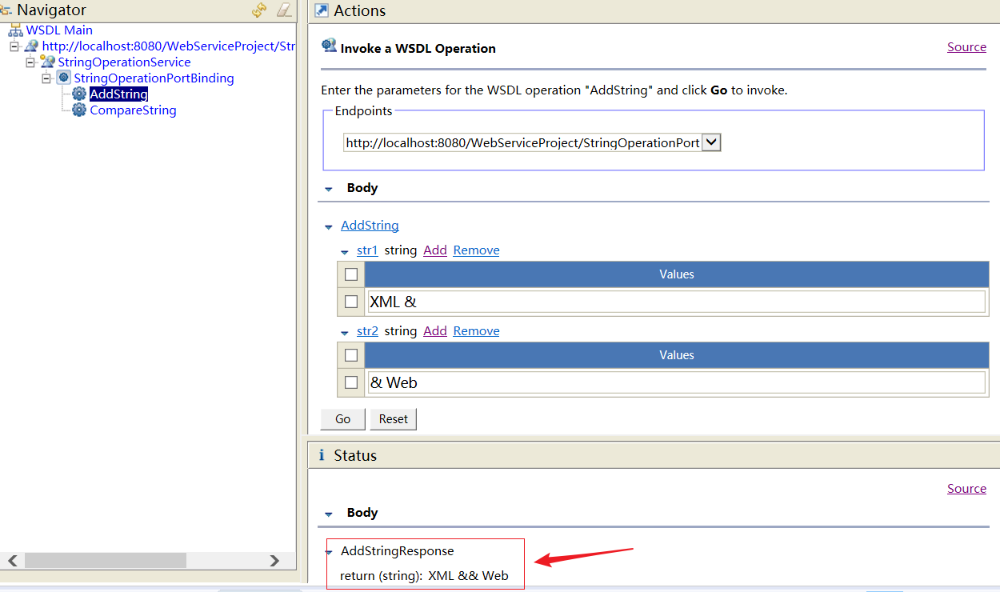 Navigator
WSDL Main
http://localhost:8080/WebServiceProject/Str
StringOperationService
StringOperationPortBinding
AddString
CompareString
Actions
Invoke a WSDL Operation
Source
Enter the parameters for the WSDL operation "AddString" and click Go to invoke.
Endpoints
http://localhost:8080/WebServiceProject/StringOperationPort
Body
AddString
str1 string Add Remove
Values
XML &
str2 string Add Remove
Values
& Web
Go Reset
i Status
Source
Body
AddStringResponse
return (string): XML && Web